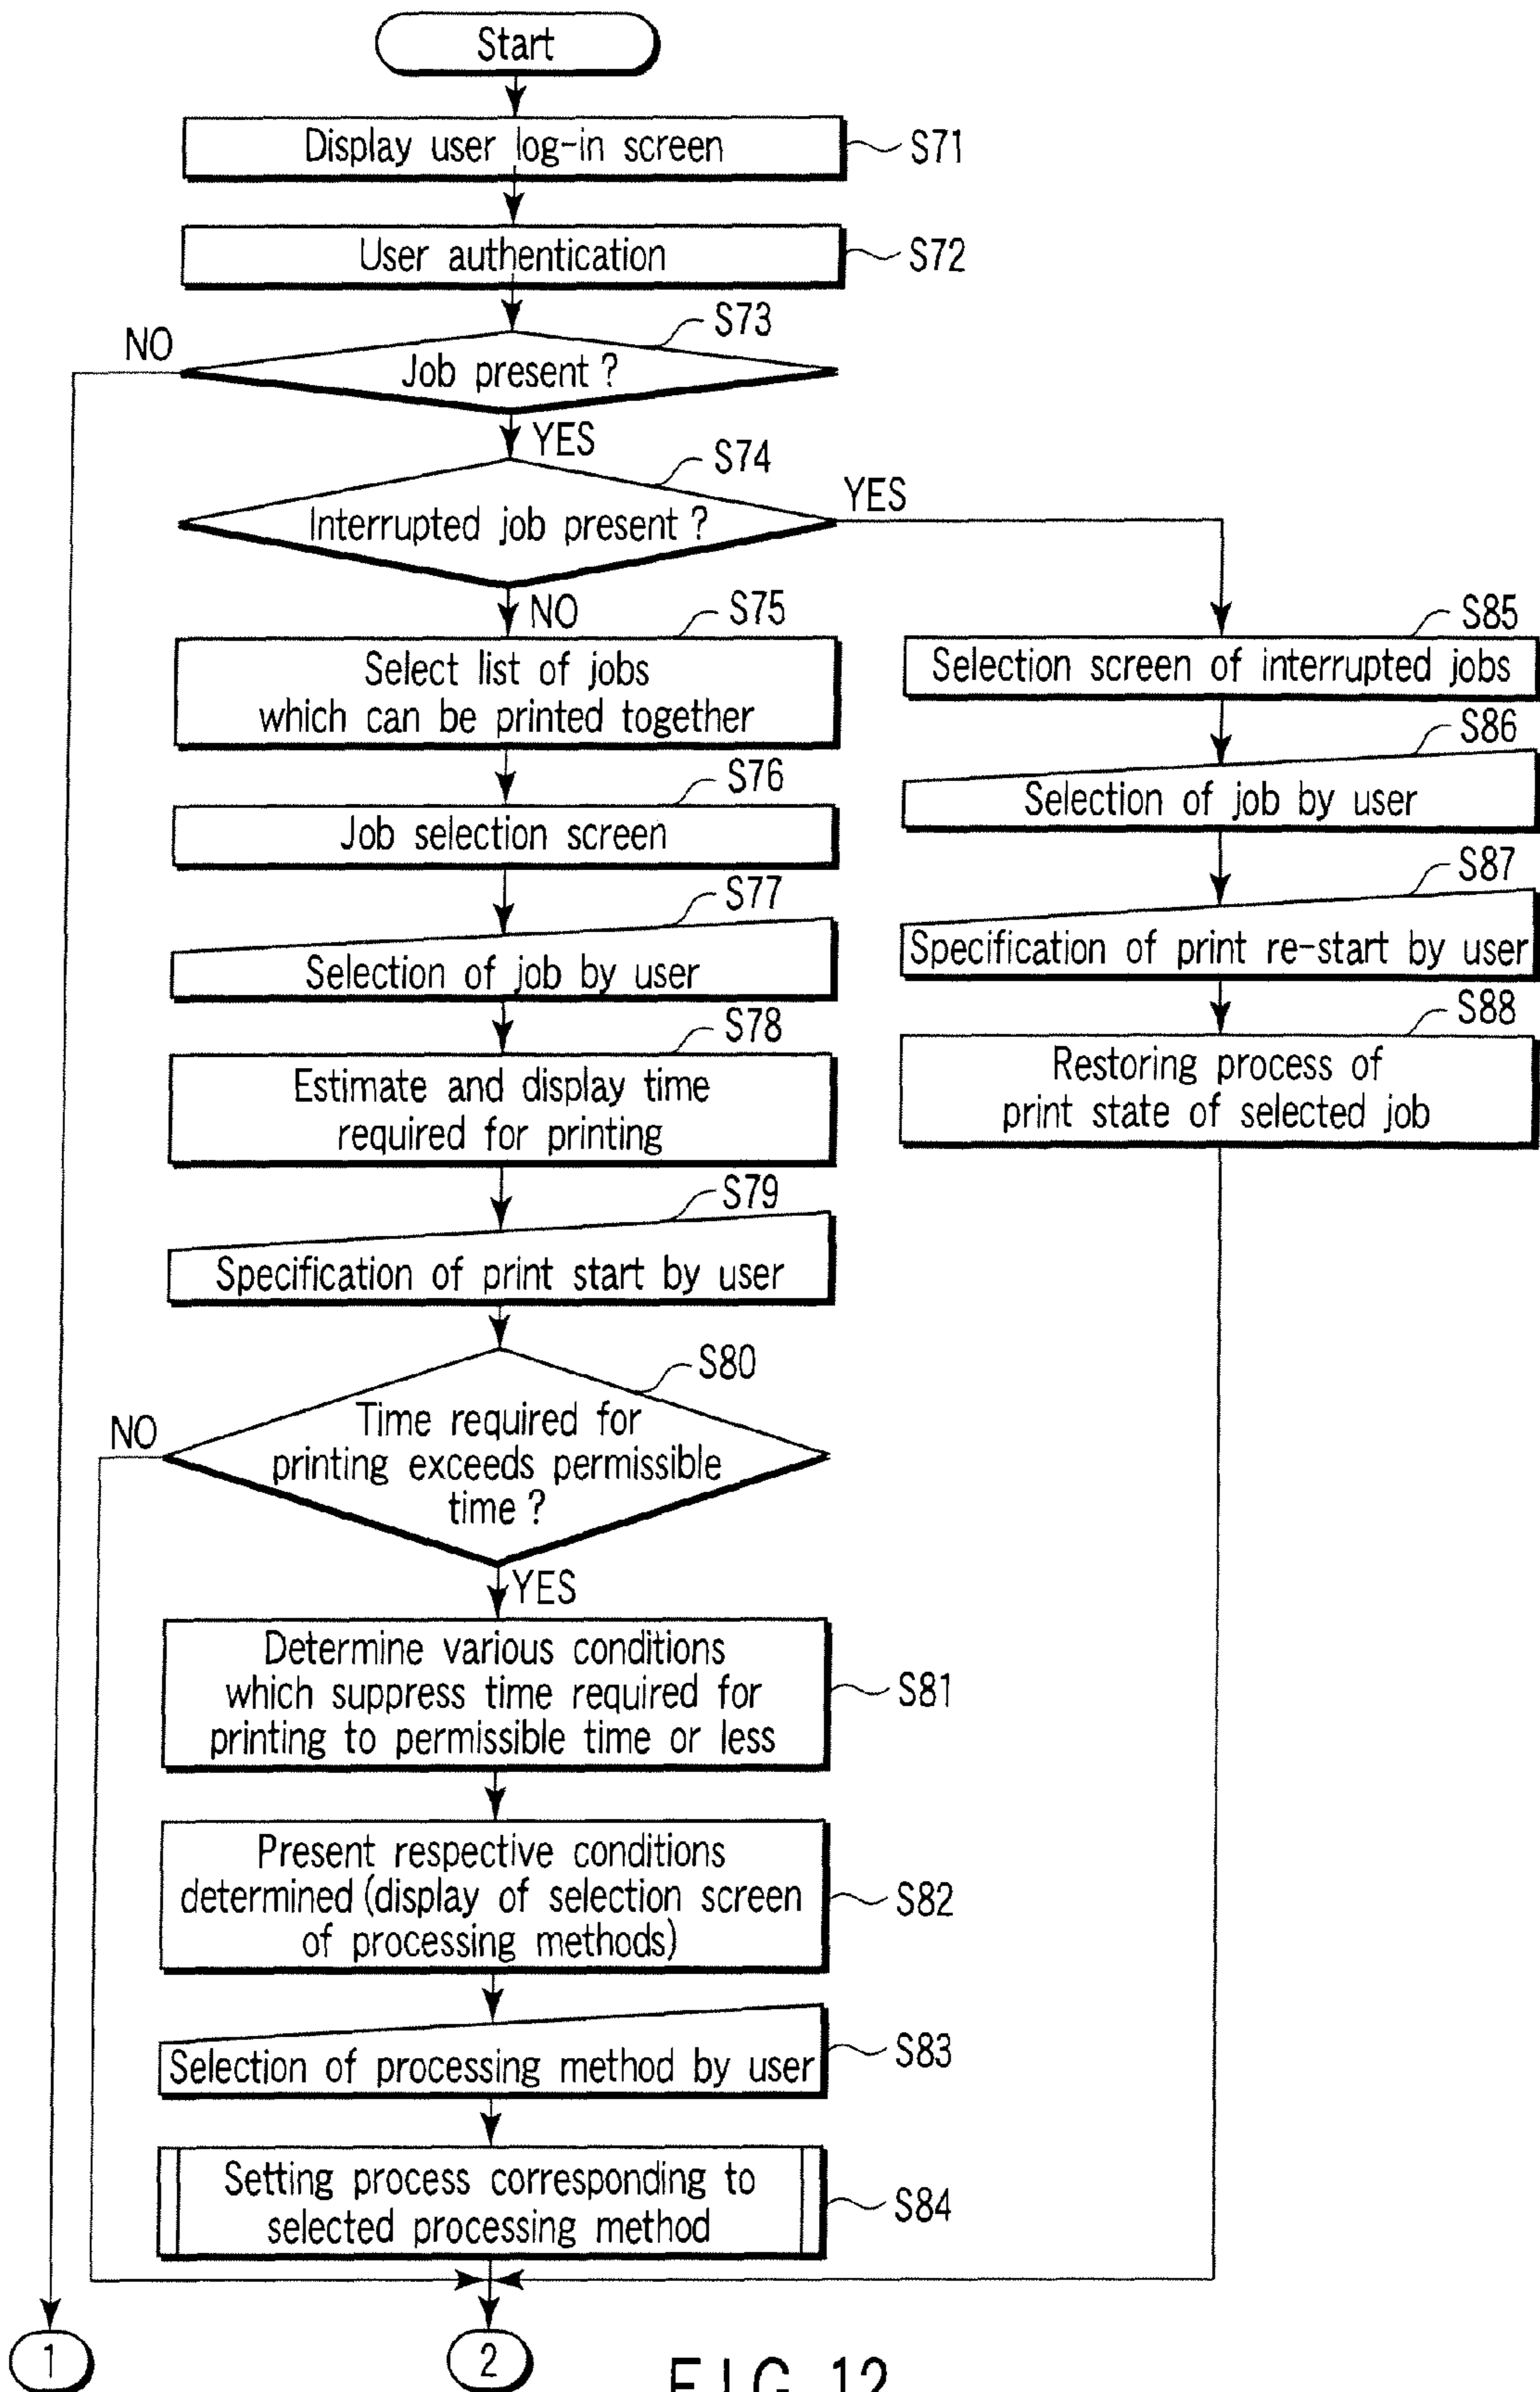 Start
Display user log-in screen
S71
User authentication
S72
S73
NO
Job present ?
YES
S74
Interrupted job present ?
YES
NO
S75
Select list of jobs
which can be printed together
S76
Job selection screen
S77
Selection of job by user
S78
Estimate and display time
required for printing
S79
Specification of print start by user
S80
NO
Time required for
printing exceeds permissible
time ?
YES
Determine various conditions
which suppress time required for
printing to permissible time or less
S81
Present respective conditions
determined (display of selection screen
of processing methods)
S82
Selection of processing method by user
S83
Setting process corresponding to
selected processing method
S84
S85
Selection screen of interrupted jobs
S86
Selection of job by user
S87
Specification of print re-start by user
S88
Restoring process of
print state of selected job
1
2
FIG. 12